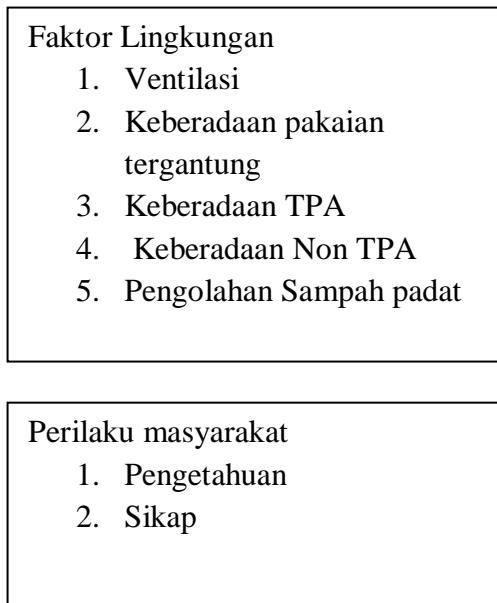 Faktor Lingkungan
1. Ventilasi
2. Keberadaan pakaian
tergantung
3. Keberadaan TPA
4. Keberadaan Non TPA
5. Pengolahan Sampah padat
Perilaku masyarakat
1. Pengetahuan
2. Sikap